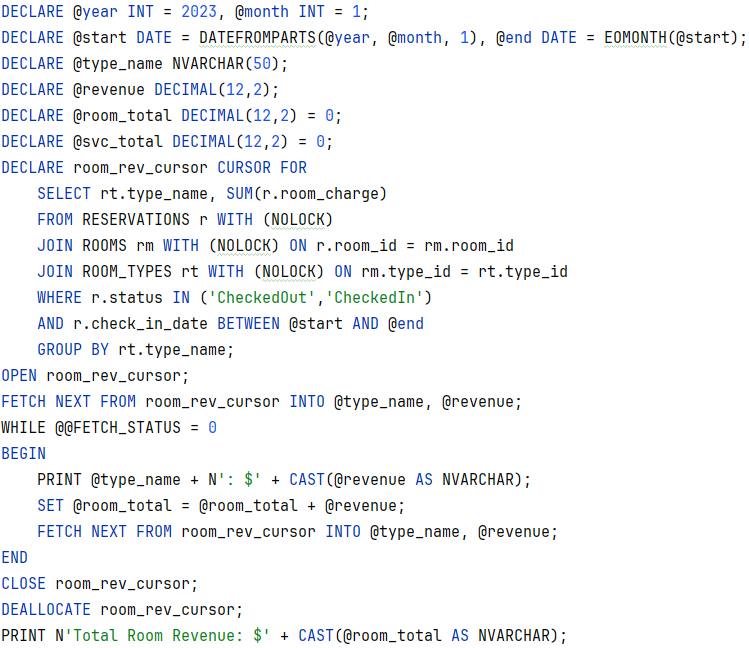 DECLARE @year INT = 2023, @month INT = 1;
DECLARE @start DATE = DATEFROMPARTS(@year, @month, 1), @end DATE = EOMONTH(@start);
DECLARE @type_name NVARCHAR(50);
DECLARE @revenue DECIMAL(12,2);
DECLARE @room_total DECIMAL(12,2) = 0;
DECLARE @svc_total DECIMAL(12,2) = 0;
DECLARE room_rev_cursor CURSOR FOR
    SELECT rt.type_name, SUM(r.room_charge)
    FROM RESERVATIONS r WITH (NOLOCK)
    JOIN ROOMS rm WITH (NOLOCK) ON r.room_id = rm.room_id
    JOIN ROOM_TYPES rt WITH (NOLOCK) ON rm.type_id = rt.type_id
    WHERE r.status IN ('CheckedOut','CheckedIn')
    AND r.check_in_date BETWEEN @start AND @end
    GROUP BY rt.type_name;
OPEN room_rev_cursor;
FETCH NEXT FROM room_rev_cursor INTO @type_name, @revenue;
WHILE @@FETCH_STATUS = 0
BEGIN
    PRINT @type_name + N': $' + CAST(@revenue AS NVARCHAR);
    SET @room_total = @room_total + @revenue;
    FETCH NEXT FROM room_rev_cursor INTO @type_name, @revenue;
END
CLOSE room_rev_cursor;
DEALLOCATE room_rev_cursor;
PRINT N'Total Room Revenue: $' + CAST(@room_total AS NVARCHAR);